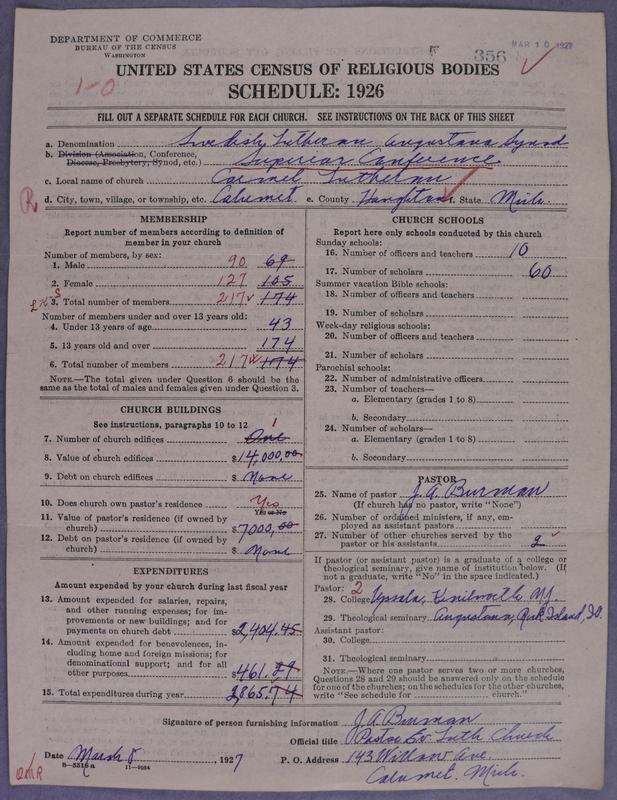 DEPARTMENT OF COMMERCE
BUREAU OF THE CENSUS
WASHINGTON
356
MAR 10 1927
1-0
UNITED STATES CENSUS OF RELIGIOUS BODIES
SCHEDULE: 1926
FILL OUT A SEPARATE SCHEDULE FOR EACH CHURCH. SEE INSTRUCTIONS ON THE BACK OF THIS SHEET
a. Denomination Swedish Lutheran Augustana Synod
b. Division (Association, Conference, Diocese, Presbytery, Synod, etc.) Superior Conference
c. Local name of church Carmel Lutheran
d. City, town, village, or township, etc. Calumet e. County Houghton f. State Mich.
R
MEMBERSHIP
Report number of members according to definition of
member in your church
Number of members, by sex:
1. Male 90 69
2. Female 127 105
3. Total number of members 217 174
Number of members under and over 13 years old:
4. Under 13 years of age 43
5. 13 years old and over 174
6. Total number of members 217 174
NOTE.—The total given under Question 6 should be the
same as the total of males and females given under Question 3.
CHURCH BUILDINGS
See instructions, paragraphs 10 to 12
7. Number of church edifices One 1
8. Value of church edifices $14,000,00
9. Debt on church edifices $ None
10. Does church own pastor's residence Yes
Yes or No
11. Value of pastor's residence (if owned by
church) $7000,00
12. Debt on pastor's residence (if owned by
church) $ None
EXPENDITURES
Amount expended by your church during last fiscal year
13. Amount expended for salaries, repairs,
and other running expenses; for im-
provements or new buildings; and for
payments on church debt $2,404.45
14. Amount expended for benevolences, in-
cluding home and foreign missions; for
denominational support; and for all
other purposes $461.29
15. Total expenditures during year 2,865.74
CHURCH SCHOOLS
Report here only schools conducted by this church
Sunday schools:
16. Number of officers and teachers 10
17. Number of scholars 60
Summer vacation Bible schools:
18. Number of officers and teachers
19. Number of scholars
Week-day religious schools:
20. Number of officers and teachers
21. Number of scholars
Parochial schools:
22. Number of administrative officers
23. Number of teachers—
a. Elementary (grades 1 to 8)
b. Secondary
24. Number of scholars—
a. Elementary (grades 1 to 8)
b. Secondary
PASTOR
25. Name of pastor J. A. Burman
(If church has no pastor, write "None")
26. Number of ordained ministers, if any, em-
ployed as assistant pastors
27. Number of other churches served by the
pastor or his assistants 2
If pastor (or assistant pastor) is a graduate of a college or
theological seminary, give name of institution below. (If
not a graduate, write "No" in the space indicated.)
Pastor: 2
28. College Upsala, Kenilworth NJ.
29. Theological seminary Augustana, Rock Island, Ill.
Assistant pastor:
30. College
31. Theological seminary
NOTE.—Where one pastor serves two or more churches,
Questions 28 and 29 should be answered only on the schedule
for one of the churches; on the schedules for the other churches,
write "See schedule for church."
Signature of person furnishing information J. A. Burman
Official title Pastor Sv. Luth Church
Date March 8, 1927 P. O. Address 143 Willow Ave
8—5516a 11—9084
Calumet, Mich.